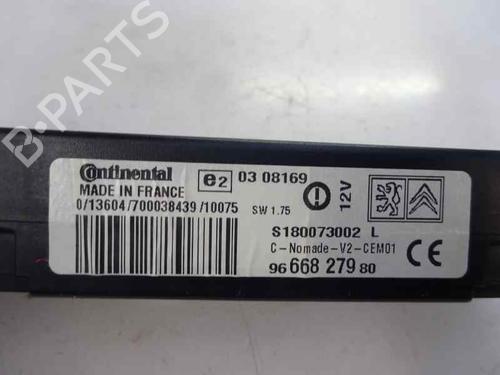 B-PARTS
Continental
MADE IN FRANCE
e2 03 08169
0/13604/700038439/10075
SW 1.75
12V
S180073002 L
C-Nomade-V2-CEM01
96 668 279 80
CE